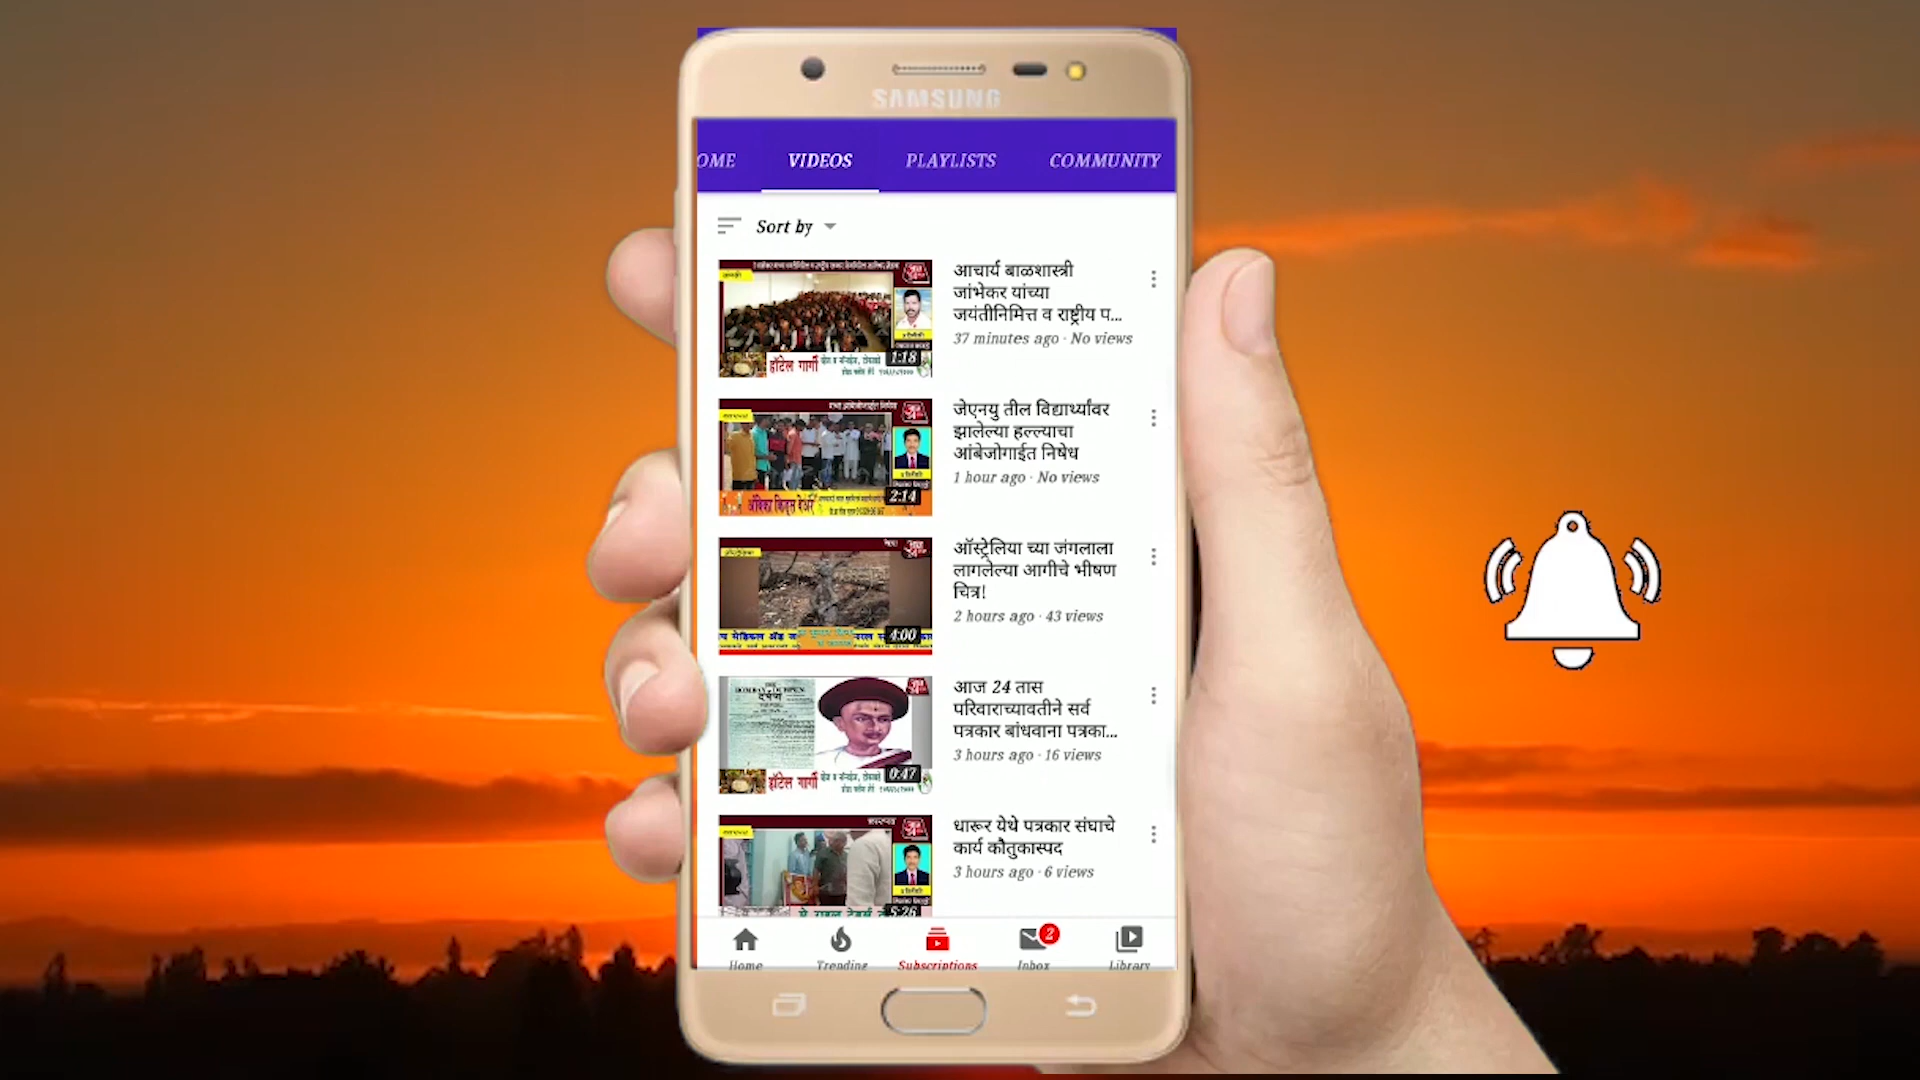 SAMSUNG
OME VIDEOS PLAYLISTS COMMUNITY
Sort by
आचार्य बाळशास्त्री
जांभेकर यांच्या
जयंतीनिमित्त व राष्ट्रीय प...
37 minutes ago · No views
हॉटेल गार्गी
1:18
जेएनयु तील विद्यार्थ्यांवर
झालेल्या हल्ल्याचा
आंबेजोगाईत निषेध
1 hour ago · No views
अंबिका किड्स वेअर
2:14
ऑस्ट्रेलिया च्या जंगलाला
लागलेल्या आगीचे भीषण
चित्र!
2 hours ago · 43 views
4:00
आज 24 तास
परिवाराच्यावतीने सर्व
पत्रकार बांधवाना पत्रका...
3 hours ago · 16 views
हॉटेल गार्गी
0:47
धारूर येथे पत्रकार संघाचे
कार्य कौतुकास्पद
3 hours ago · 6 views
5:26
2
Home Trending Subscriptions Inbox Library